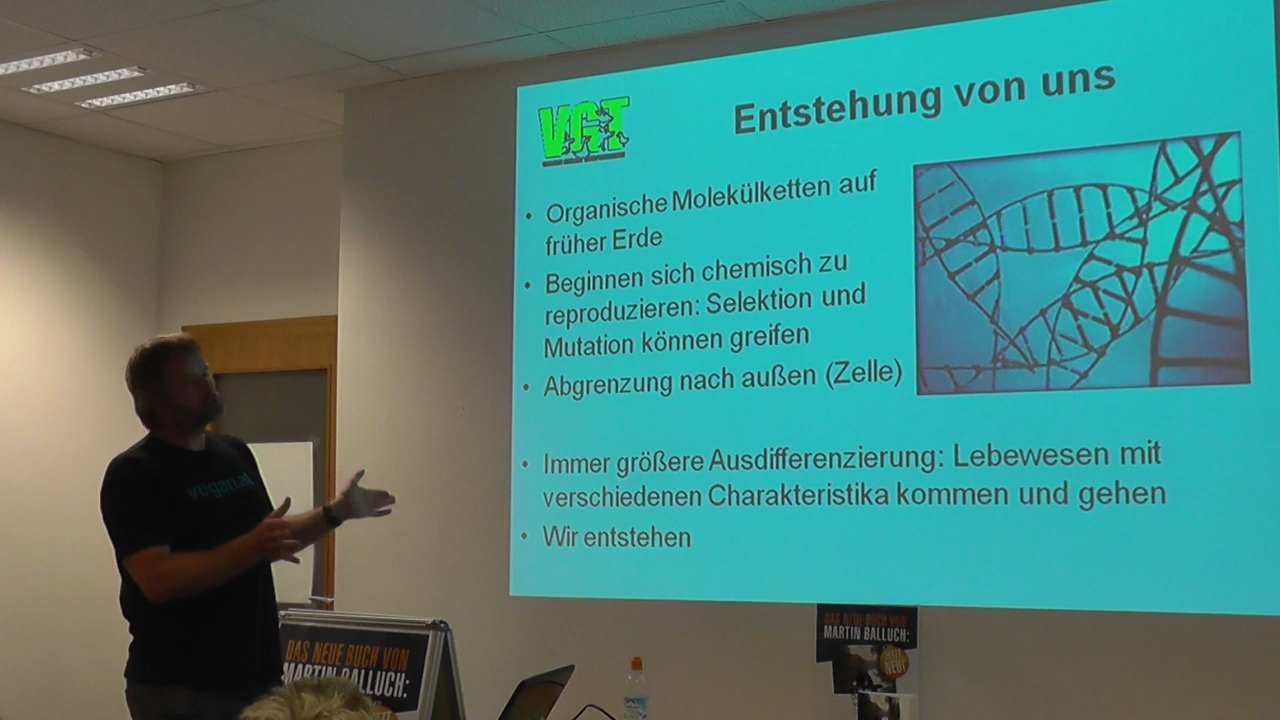 VGT
Entstehung von uns
• Organische Molekülketten auf
früher Erde
• Beginnen sich chemisch zu
reproduzieren: Selektion und
Mutation können greifen
• Abgrenzung nach außen (Zelle)
• Immer größere Ausdifferenzierung: Lebewesen mit
verschiedenen Charakteristika kommen und gehen
• Wir entstehen
vegan.at
DAS NEUE BUCH VON
MARTIN BALLUCH:
DAS NEUE BUCH VON
MARTIN BALLUCH:
NEU!